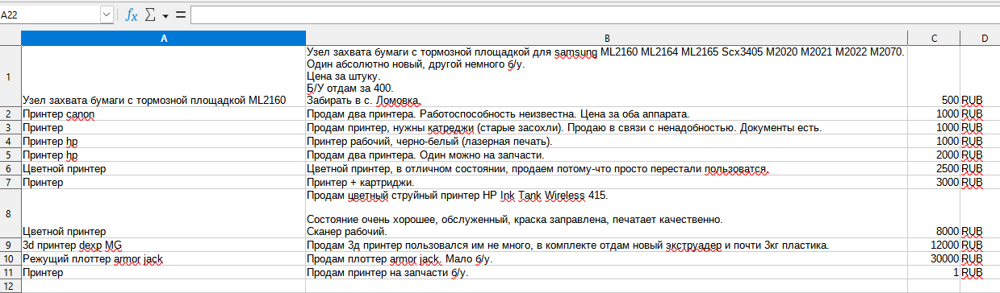 A22
fx Σ =
A B C D
1
Узел захвата бумаги с тормозной площадкой ML2160
Узел захвата бумаги с тормозной площадкой для samsung ML2160 ML2164 ML2165 Scx3405 M2020 M2021 M2022 M2070.
Один абсолютно новый, другой немного б/у.
Цена за штуку.
Б/У отдам за 400.
Забирать в с. Ломовка.
500 RUB
2 Принтер canon Продам два принтера. Работоспособность неизвестна. Цена за оба аппарата. 1000 RUB
3 Принтер Продам принтер, нужны катреджи (старые засохли). Продаю в связи с ненадобностью. Документы есть. 1000 RUB
4 Принтер hp Принтер рабочий, черно-белый (лазерная печать). 1000 RUB
5 Принтер hp Продам два принтера. Один можно на запчасти. 2000 RUB
6 Цветной принтер Цветной принтер, в отличном состоянии, продаем потому-что просто перестали пользоватся. 2500 RUB
7 Принтер Принтер + картриджи. 3000 RUB
8
Цветной принтер
Продам цветный струйный принтер HP Ink Tank Wireless 415.
Состояние очень хорошее, обслуженный, краска заправлена, печатает качественно.
Сканер рабочий.
8000 RUB
9 3d принтер dexp MG Продам 3д принтер пользовался им не много, в комплекте отдам новый экструадер и почти 3кг пластика. 12000 RUB
10 Режущий плоттер armor jack Продам плоттер armor jack. Мало б/у. 30000 RUB
11 Принтер Продам принтер на запчасти б/у. 1 RUB
12